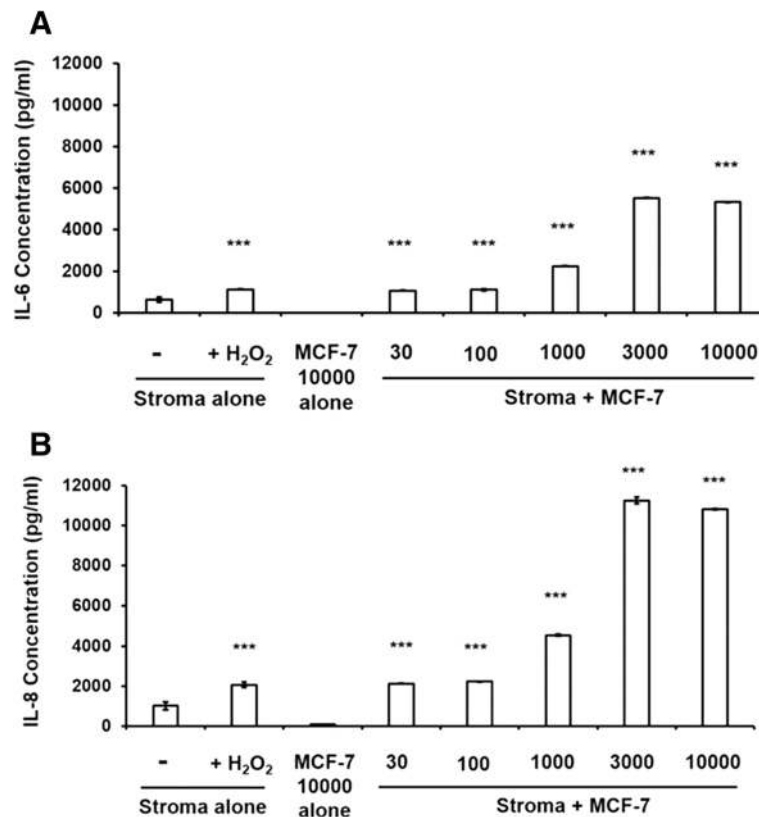 A
IL-6 Concentration (pg/ml)
12000
10000
8000
6000
4000
2000
0
***
***
***
***
***
***
- + H₂O₂ MCF-7 30 100 1000 3000 10000
10000
alone
Stroma alone Stroma + MCF-7
B
IL-8 Concentration (pg/ml)
12000
10000
8000
6000
4000
2000
0
***
***
***
***
***
***
- + H₂O₂ MCF-7 30 100 1000 3000 10000
10000
alone
Stroma alone Stroma + MCF-7